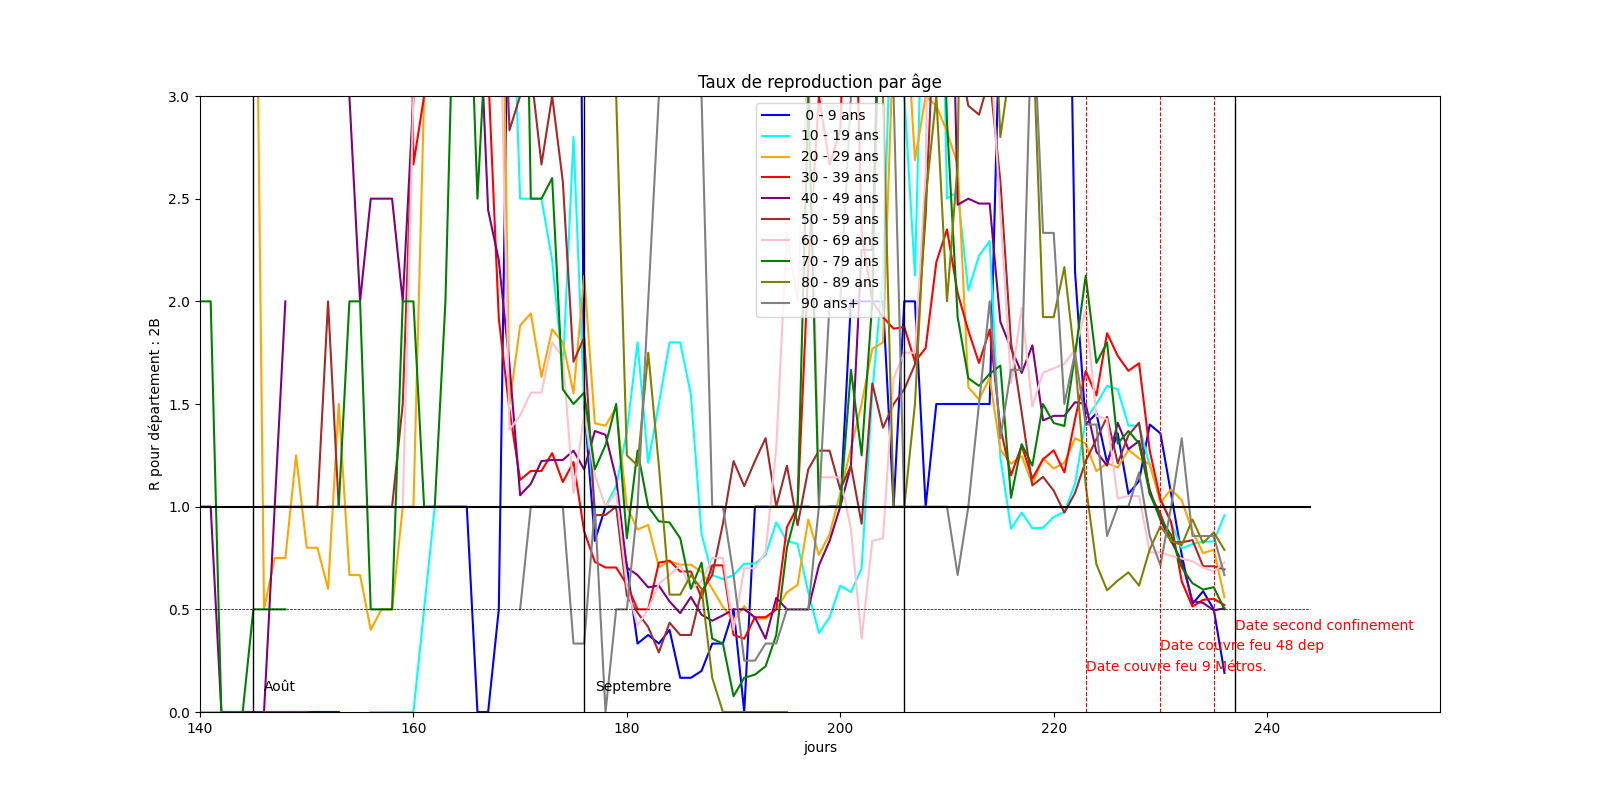 Taux de reproduction par âge
R pour département : 2B
3.0
2.5
2.0
1.5
1.0
0.5
0.0
0 - 9 ans
10 - 19 ans
20 - 29 ans
30 - 39 ans
40 - 49 ans
50 - 59 ans
60 - 69 ans
70 - 79 ans
80 - 89 ans
90 ans+
Date second confinement
Date couvre feu 48 dep
Date couvre feu 9 Métros.
Août
Septembre
140
160
180
200
220
240
jours